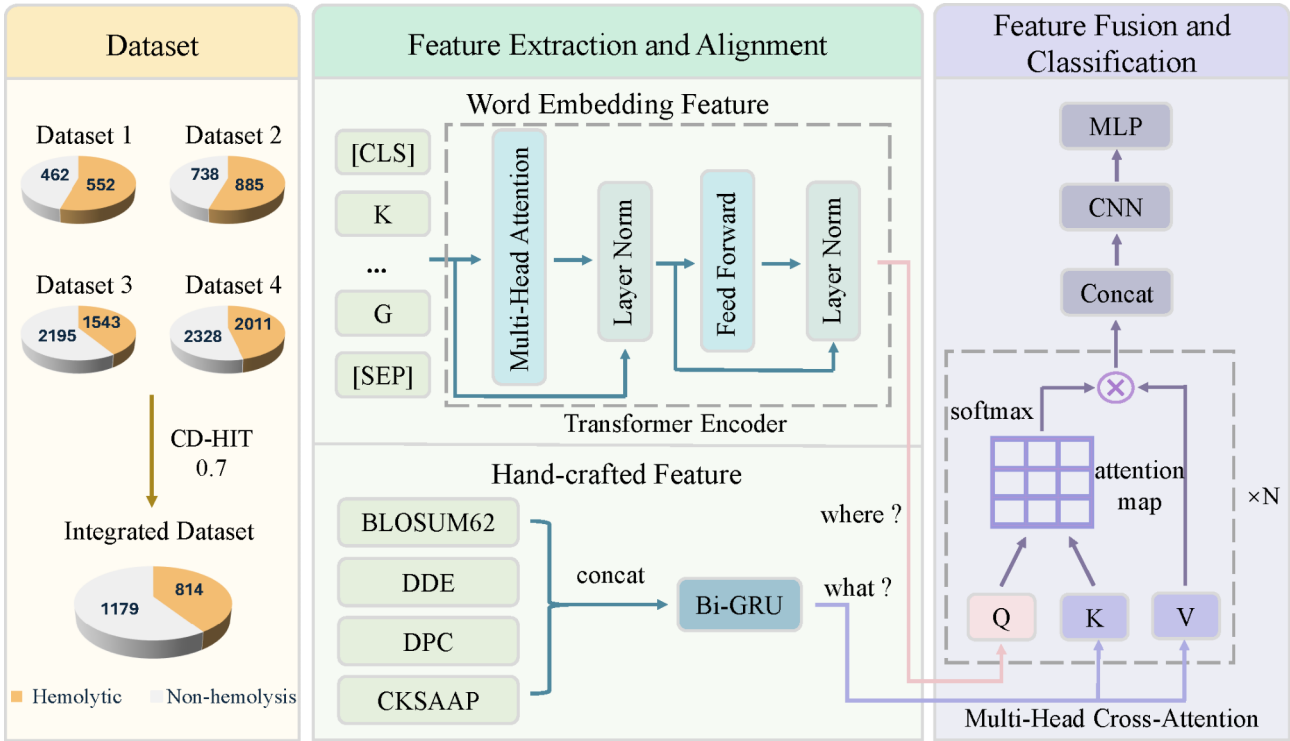 Dataset
Dataset 1
Dataset 2
462
552
738
885
Dataset 3
Dataset 4
2195
1543
2328
2011
CD-HIT
0.7
Integrated Dataset
1179
814
Hemolytic
Non-hemolysis
Feature Extraction and Alignment
Word Embedding Feature
[CLS]
K
...
G
[SEP]
Multi-Head Attention
Layer Norm
Feed Forward
Layer Norm
Transformer Encoder
Hand-crafted Feature
BLOSUM62
DDE
DPC
CKSAAP
concat
Bi-GRU
where ?
what ?
Feature Fusion and
Classification
MLP
CNN
Concat
softmax
attention
map
×N
Q
K
V
Multi-Head Cross-Attention